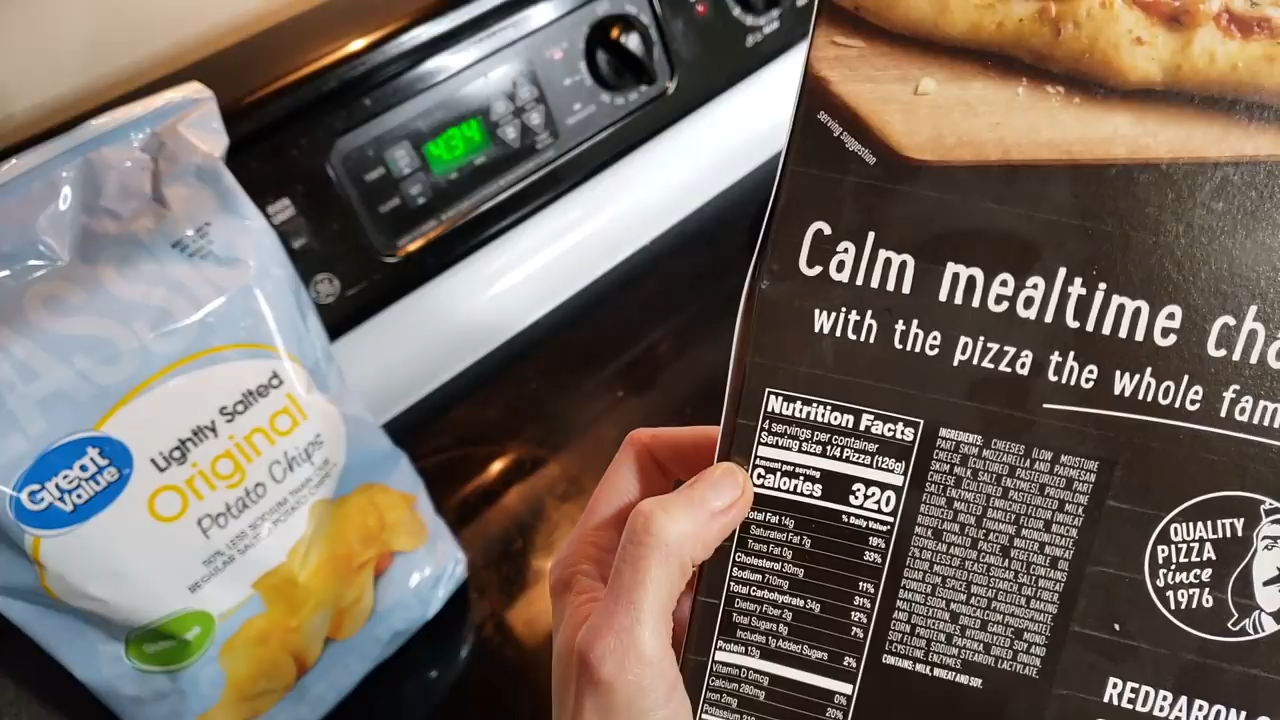 Great
Value
Lightly Salted
Original
Potato Chips
4:34
serving suggestion
Calm mealtime cha
with the pizza the whole fam
Nutrition Facts
4 servings per container
Serving size 1/4 Pizza (126g)
Amount per serving
Calories 320
% Daily Value*
otal Fat 14g 19%
Saturated Fat 7g 33%
Trans Fat 0g
Cholesterol 30mg 11%
Sodium 710mg 31%
Total Carbohydrate 34g 12%
Dietary Fiber 2g 7%
Total Sugars 8g
Includes 1g Added Sugars 2%
Protein 13g
Vitamin D 0mcg 0%
Calcium 280mg 20%
Iron 2mg
Potassium
INGREDIENTS: CHEESES (LOW MOISTURE
PART SKIM MOZZARELLA AND PARMESAN
CHEESE [CULTURED PASTEURIZED PART
SKIM MILK, SALT, ENZYMES], PROVOLONE
CHEESE [CULTURED PASTEURIZED MILK,
SALT, ENZYMES]), ENRICHED FLOUR (WHEAT
FLOUR, MALTED BARLEY FLOUR, NIACIN,
REDUCED IRON, THIAMIN MONONITRATE,
RIBOFLAVIN, FOLIC ACID), WATER, NONFAT
MILK, TOMATO PASTE, VEGETABLE OIL
(SOYBEAN AND/OR CANOLA OIL), CONTAINS
2% OR LESS OF: YEAST, SUGAR, SALT, WHEAT
FLOUR, MODIFIED FOOD STARCH, OAT FIBER,
GUAR GUM, SPICE, WHEAT GLUTEN, BAKING
POWDER (SODIUM ACID PYROPHOSPHATE,
BAKING SODA, MONOCALCIUM PHOSPHATE),
MALTODEXTRIN, DRIED GARLIC, MONO-
AND DIGLYCERIDES, HYDROLYZED SOY AND
CORN PROTEIN, PAPRIKA, DRIED ONION,
SOY FLOUR, SODIUM STEAROYL LACTYLATE,
L-CYSTEINE, ENZYMES.
CONTAINS: MILK, WHEAT AND SOY.
QUALITY
PIZZA
Since
1976
REDBARON